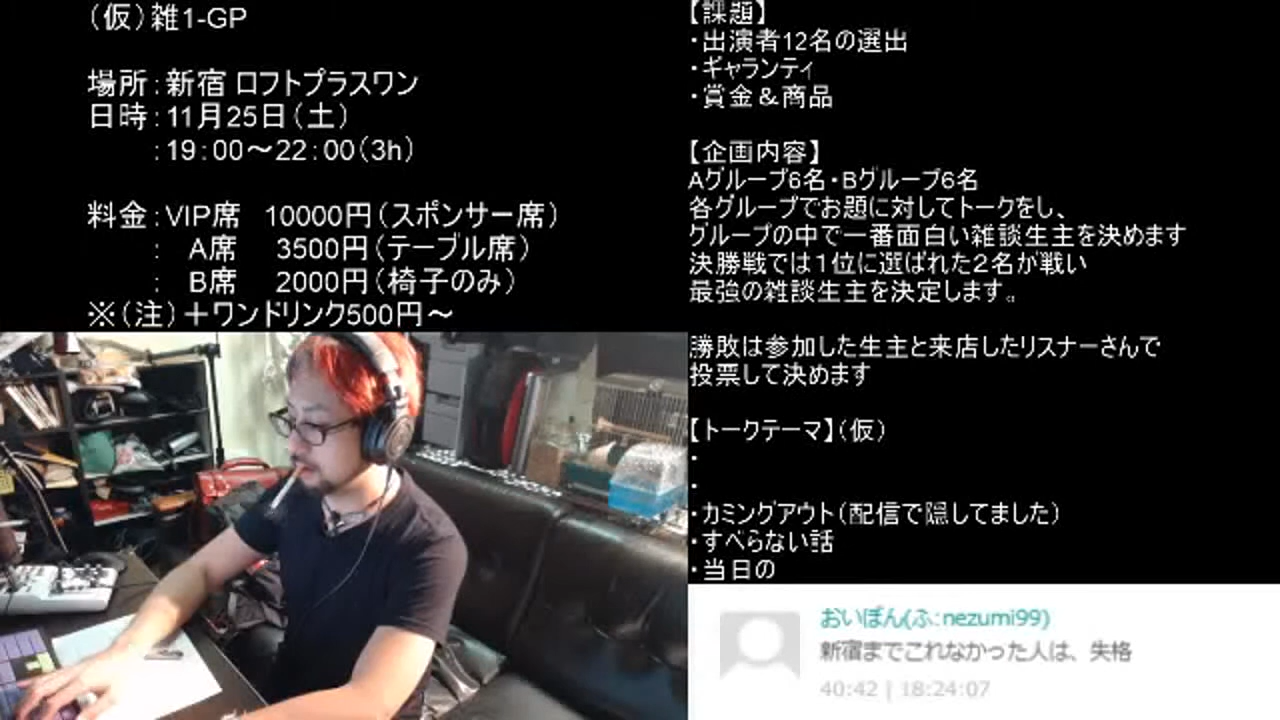 （仮）雑1-GP
場所：新宿 ロフトプラスワン
日時：11月25日（土）
：19：00～22：00（3h）
料金：VIP席 10000円（スポンサー席）
： A席 3500円（テーブル席）
： B席 2000円（椅子のみ）
※（注）＋ワンドリンク500円～
【課題】
・出演者12名の選出
・ギャランティ
・賞金＆商品
【企画内容】
Aグループ6名・Bグループ6名
各グループでお題に対してトークをし、
グループの中で一番面白い雑談生主を決めます
決勝戦では１位に選ばれた２名が戦い
最強の雑談生主を決定します。
勝敗は参加した生主と来店したリスナーさんで
投票して決めます
【トークテーマ】（仮）
・
・
・カミングアウト（配信で隠してました）
・すべらない話
・当日の
おいぽん(ふ:nezumi99)
新宿までこれなかった人は、失格
40:42 | 18:24:07